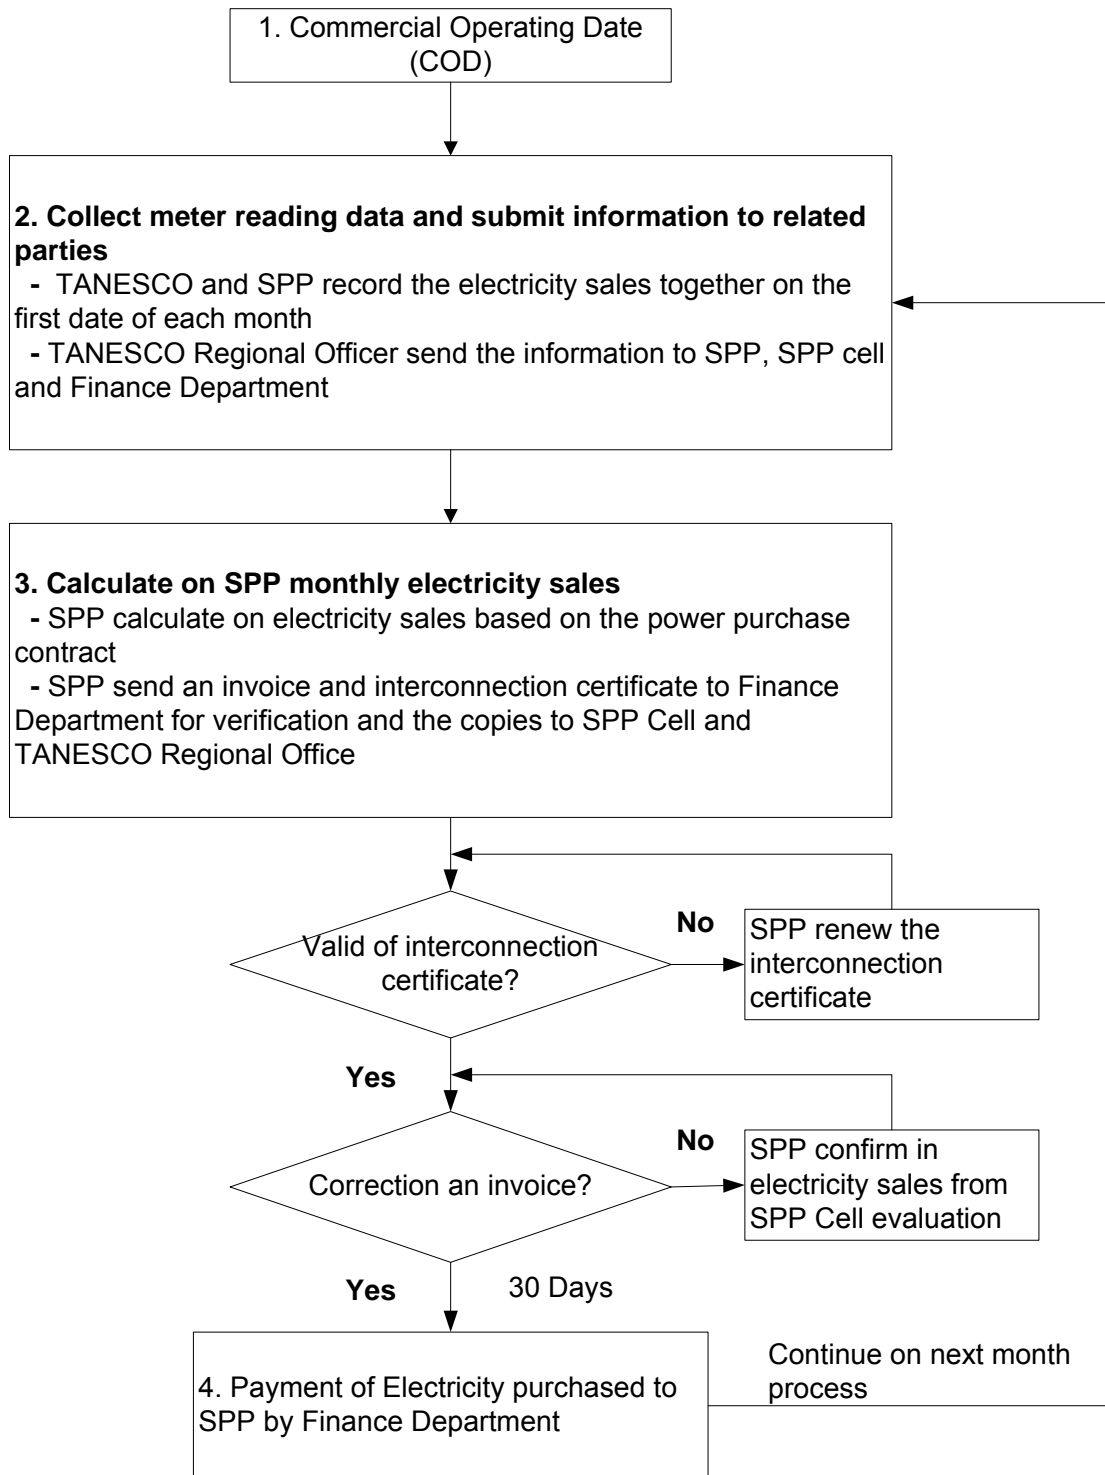 1. Commercial Operating Date
(COD)
2. Collect meter reading data and submit information to related
parties
- TANESCO and SPP record the electricity sales together on the
first date of each month
- TANESCO Regional Officer send the information to SPP, SPP cell
and Finance Department
3. Calculate on SPP monthly electricity sales
- SPP calculate on electricity sales based on the power purchase
contract
- SPP send an invoice and interconnection certificate to Finance
Department for verification and the copies to SPP Cell and
TANESCO Regional Office
Valid of interconnection
certificate?
No
SPP renew the
interconnection
certificate
Yes
Correction an invoice?
No
SPP confirm in
electricity sales from
SPP Cell evaluation
Yes
30 Days
4. Payment of Electricity purchased to
SPP by Finance Department
Continue on next month
process